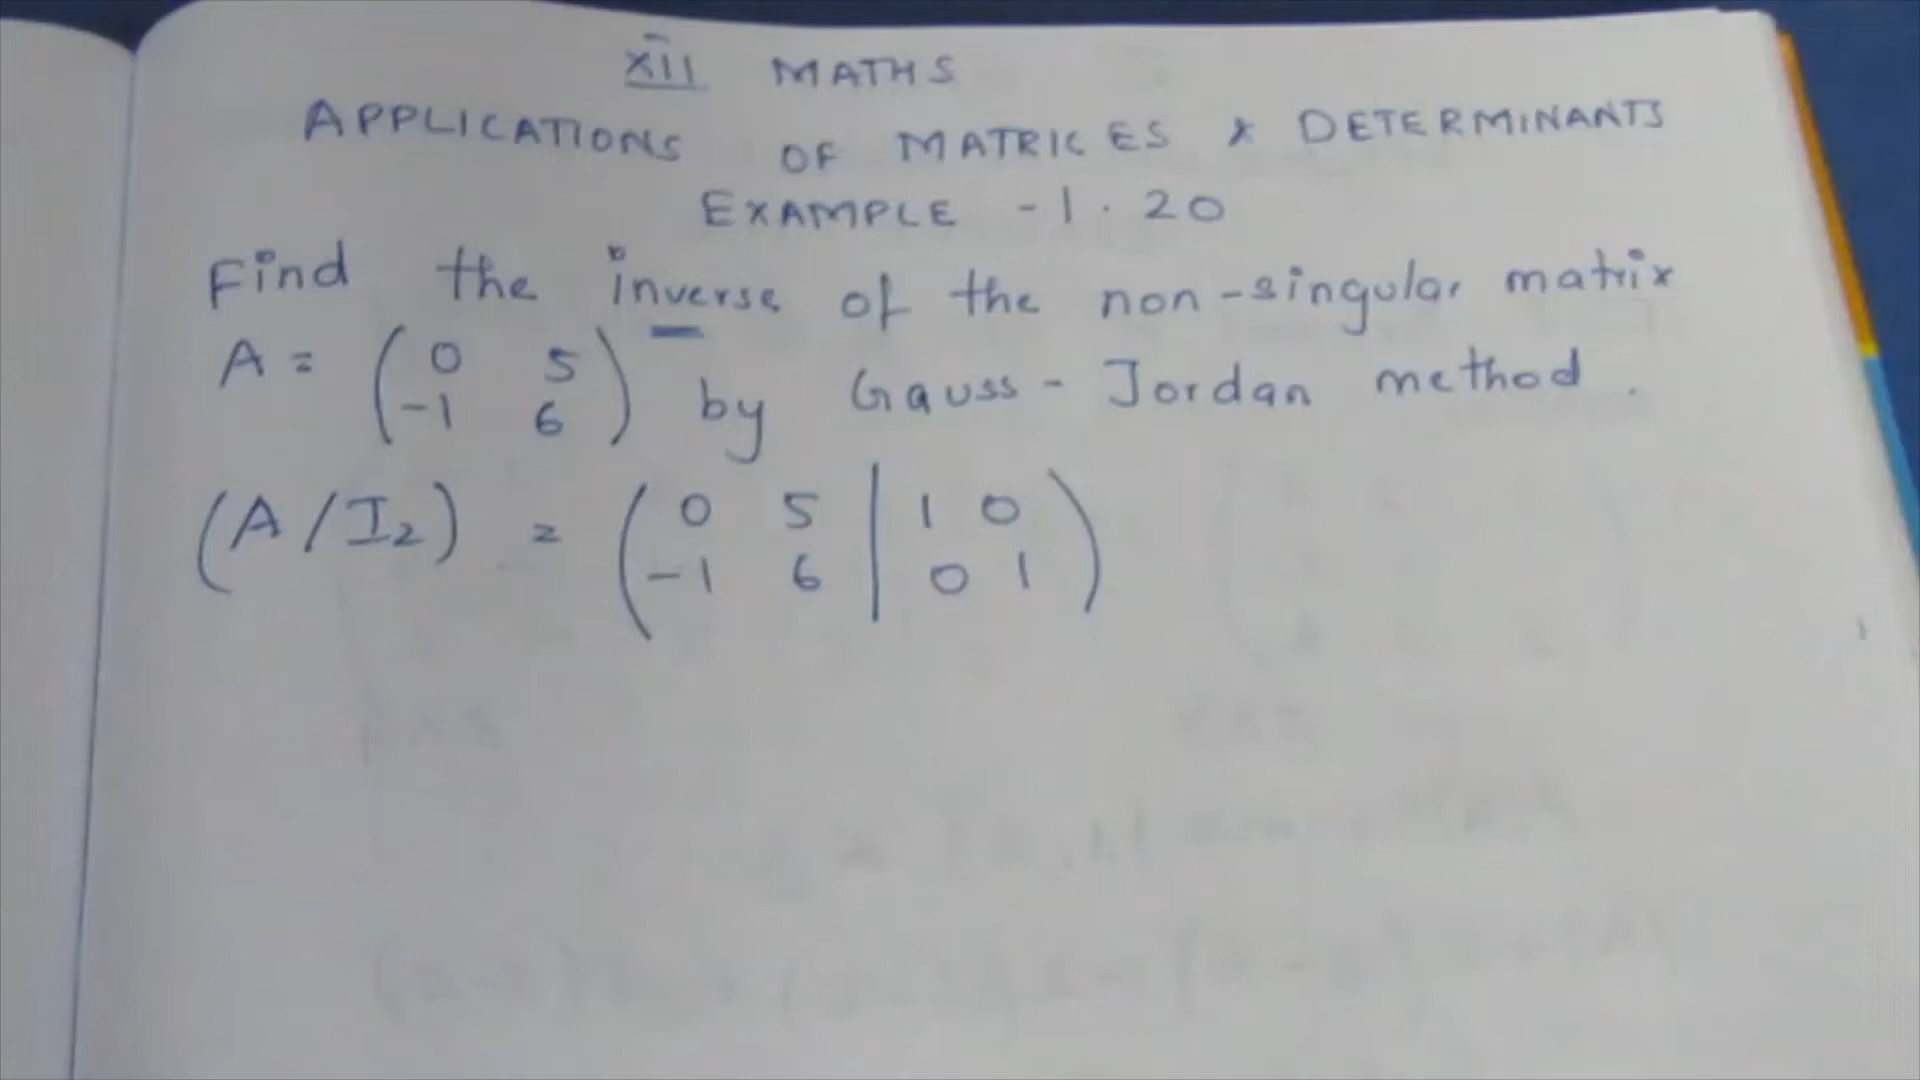 XII MATHS
APPLICATIONS OF MATRICES & DETERMINANTS
EXAMPLE - 1.20
Find the inverse of the non-singular matrix
A = (0 5
-1 6) by Gauss-Jordan method.
(A/I₂) = (0 5 | 1 0
-1 6 | 0 1)